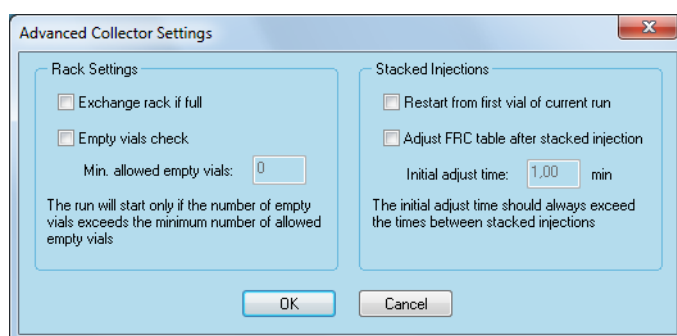 Advanced Collector Settings
Rack Settings
Exchange rack if full
Empty vials check
Min. allowed empty vials: 0
The run will start only if the number of empty
vials exceeds the minimum number of allowed
empty vials
Stacked Injections
Restart from first vial of current run
Adjust FRC table after stacked injection
Initial adjust time: 1,00 min
The initial adjust time should always exceed
the times between stacked injections
OK
Cancel